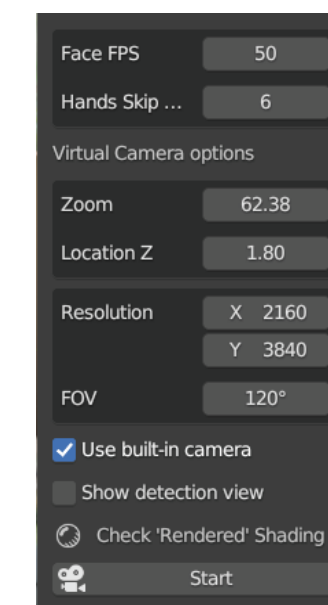 Face FPS 50
Hands Skip ... 6
Virtual Camera options
Zoom 62.38
Location Z 1.80
Resolution X 2160
Y 3840
FOV 120°
Use built-in camera
Show detection view
Check 'Rendered' Shading
Start